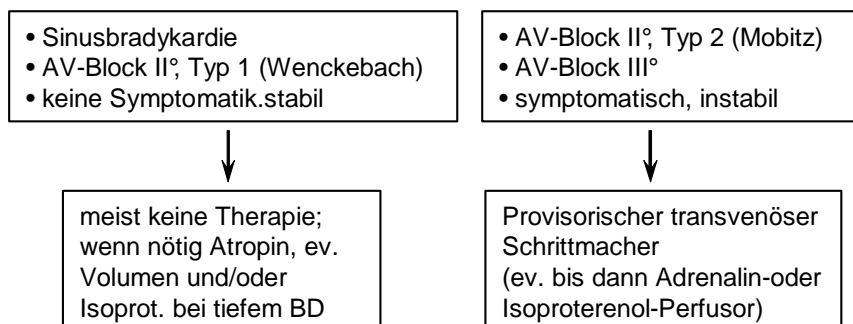 • Sinusbradykardie
• AV-Block II°, Typ 1 (Wenckebach)
• keine Symptomatik.stabil
• AV-Block II°, Typ 2 (Mobitz)
• AV-Block III°
• symptomatisch, instabil
meist keine Therapie;
wenn nötig Atropin, ev.
Volumen und/oder
Isoprot. bei tiefem BD
Provisorischer transvenöser
Schrittmacher
(ev. bis dann Adrenalin-oder
Isoproterenol-Perfusor)